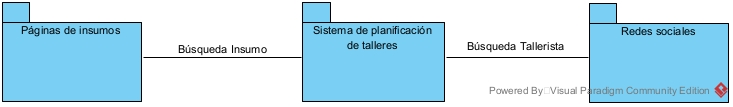 Páginas de insumos
Búsqueda Insumo
Sistema de planificación
de talleres
Búsqueda Tallerista
Redes sociales
Powered By Visual Paradigm Community Edition